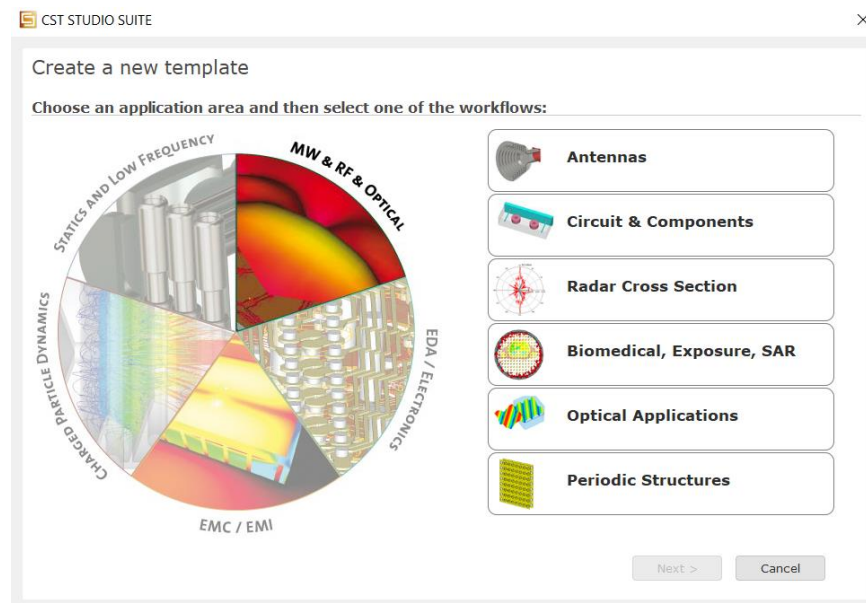 CST STUDIO SUITE
Create a new template
Choose an application area and then select one of the workflows:
STATICS AND LOW FREQUENCY
MW & RF & OPTICAL
EDA / ELECTRONICS
EMC / EMI
CHARGED PARTICLE DYNAMICS
Antennas
Circuit & Components
Radar Cross Section
Biomedical, Exposure, SAR
Optical Applications
Periodic Structures
Next >
Cancel